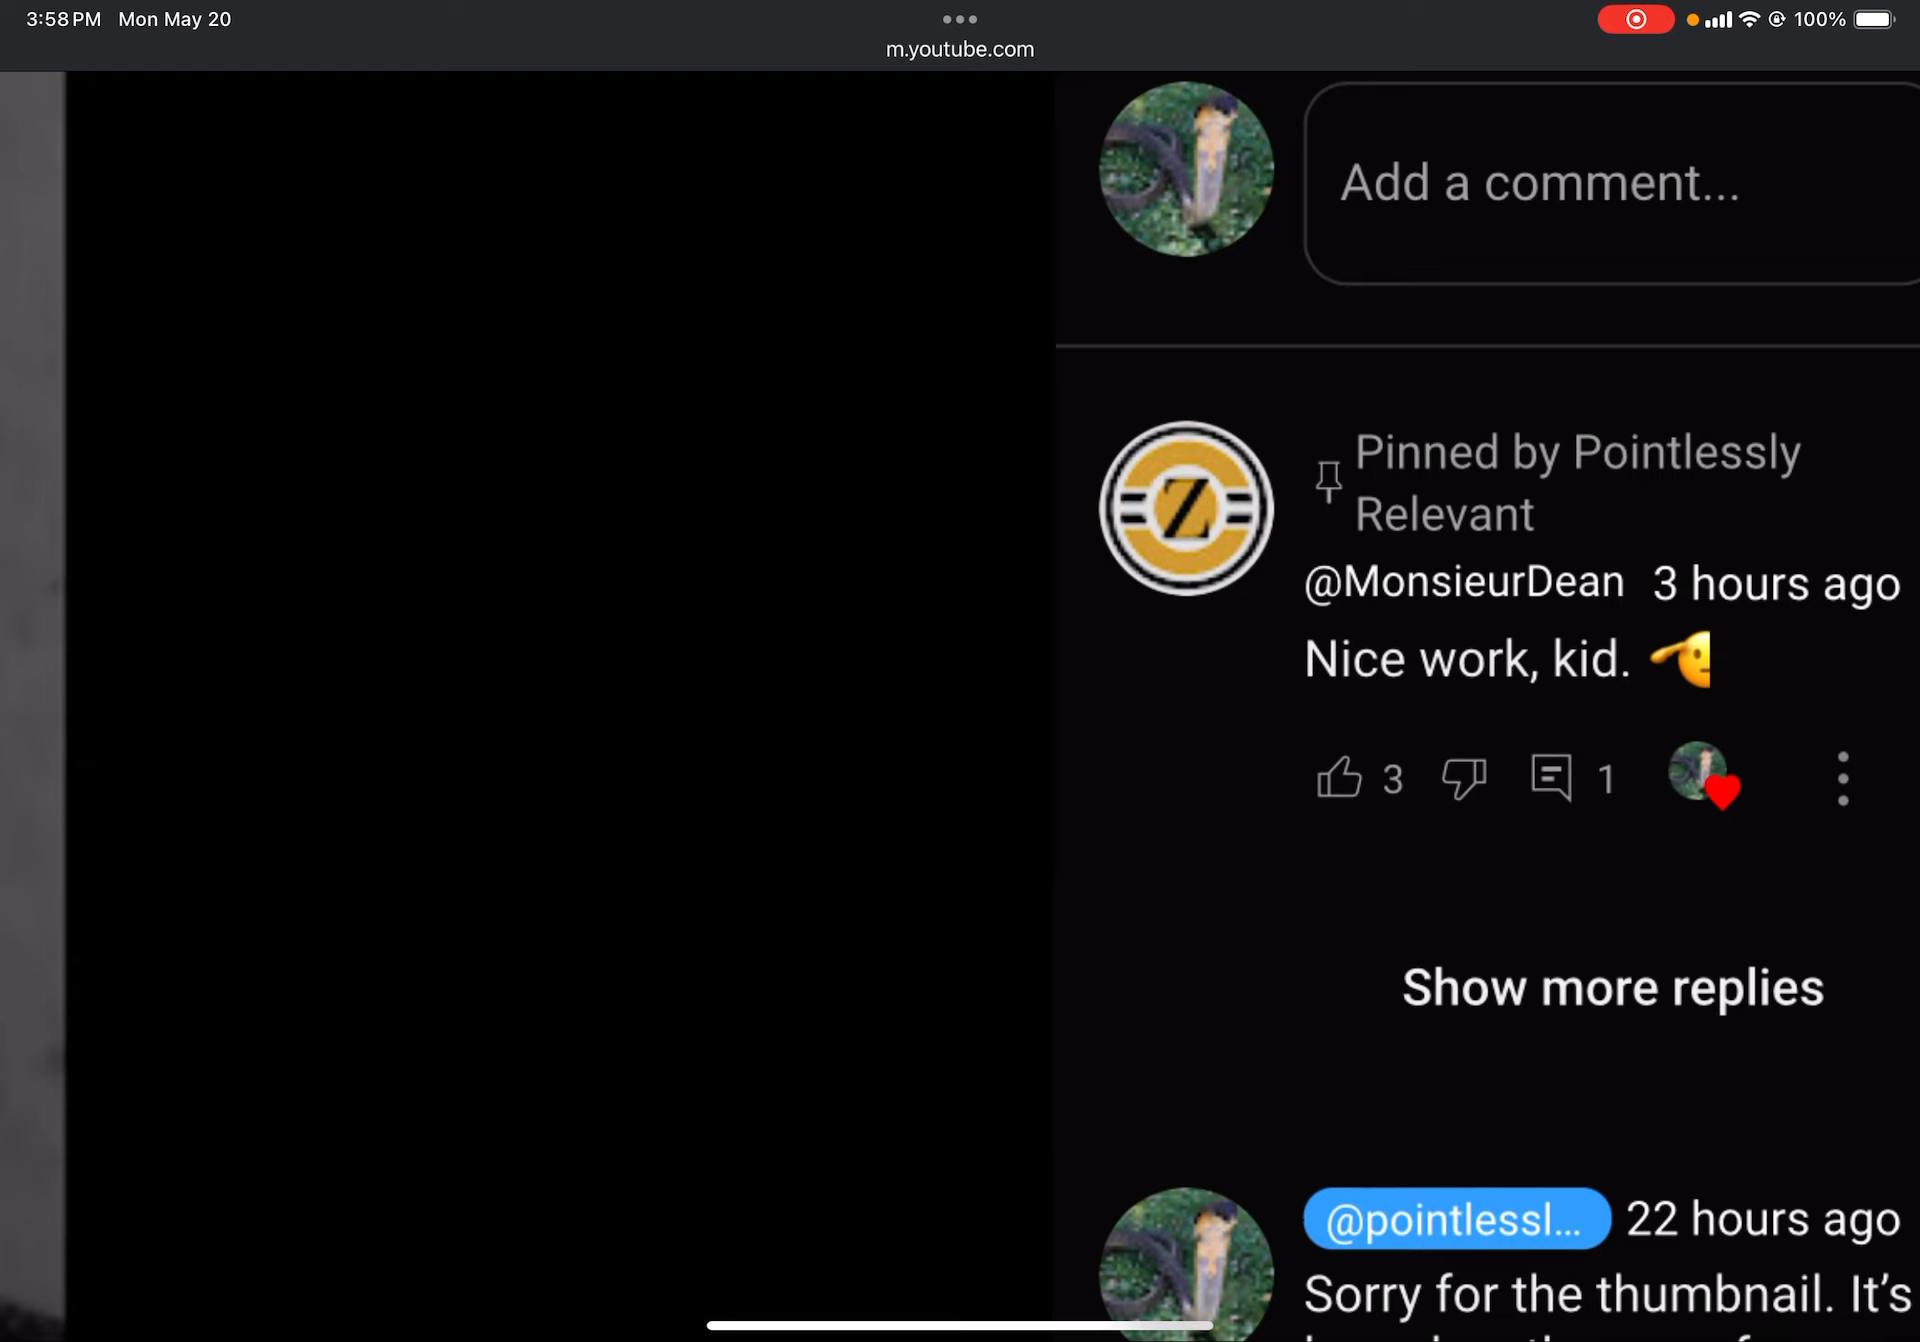 3:58 PM Mon May 20
100%
m.youtube.com
Add a comment...
Z
Pinned by Pointlessly
Relevant
@MonsieurDean 3 hours ago
Nice work, kid.
3 1
Show more replies
@pointlessl... 22 hours ago
Sorry for the thumbnail. It's